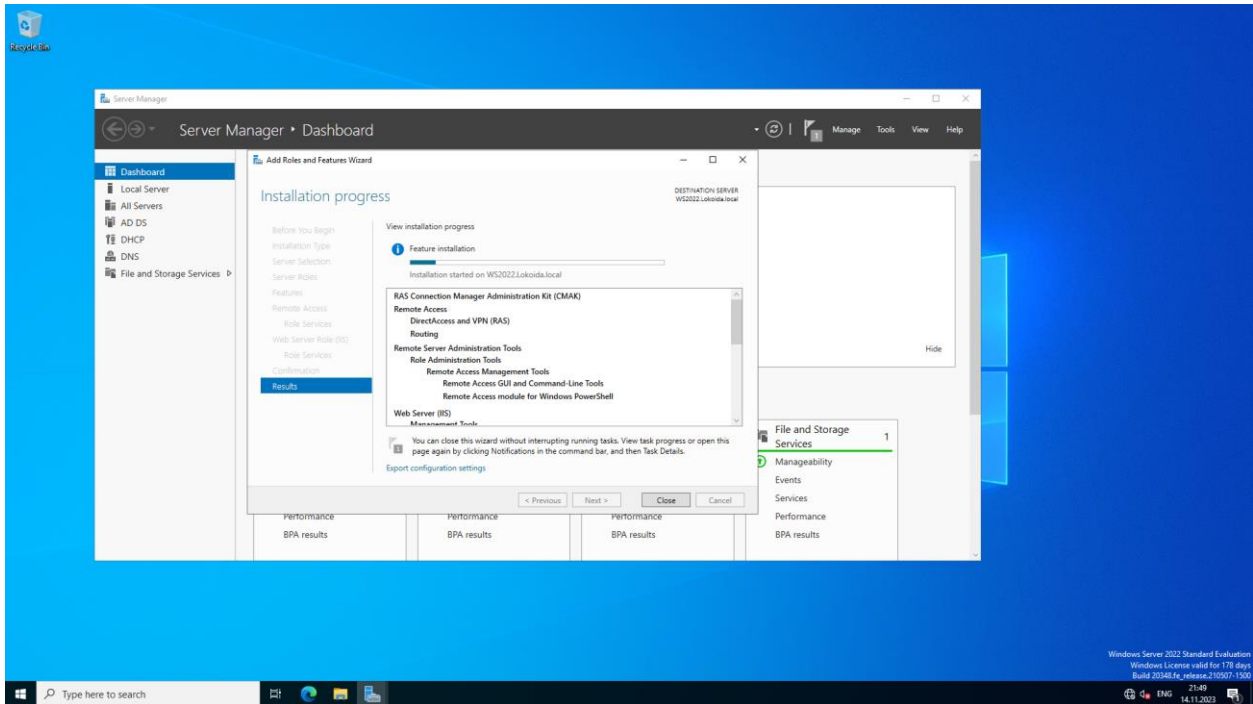 Recycle Bin
Server Manager
Server Manager • Dashboard
1
Manage
Tools
View
Help
Dashboard
Local Server
All Servers
AD DS
DHCP
DNS
File and Storage Services
Add Roles and Features Wizard
Installation progress
DESTINATION SERVER
WS2022.Lokoida.local
Before You Begin
Installation Type
Server Selection
Server Roles
Features
Remote Access
Role Services
Web Server Role (IIS)
Role Services
Confirmation
Results
View installation progress
Feature installation
Installation started on WS2022.Lokoida.local
RAS Connection Manager Administration Kit (CMAK)
Remote Access
DirectAccess and VPN (RAS)
Routing
Remote Server Administration Tools
Role Administration Tools
Remote Access Management Tools
Remote Access GUI and Command-Line Tools
Remote Access module for Windows PowerShell
Web Server (IIS)
Management Tools
1
You can close this wizard without interrupting running tasks. View task progress or open this
page again by clicking Notifications in the command bar, and then Task Details.
Export configuration settings
< Previous
Next >
Close
Cancel
Hide
File and Storage
Services
1
Manageability
Events
Services
Performance
BPA results
Performance
BPA results
Performance
BPA results
Performance
BPA results
Windows Server 2022 Standard Evaluation
Windows License valid for 178 days
Build 20348.fe_release.210507-1500
Type here to search
ENG
21:49
14.11.2023